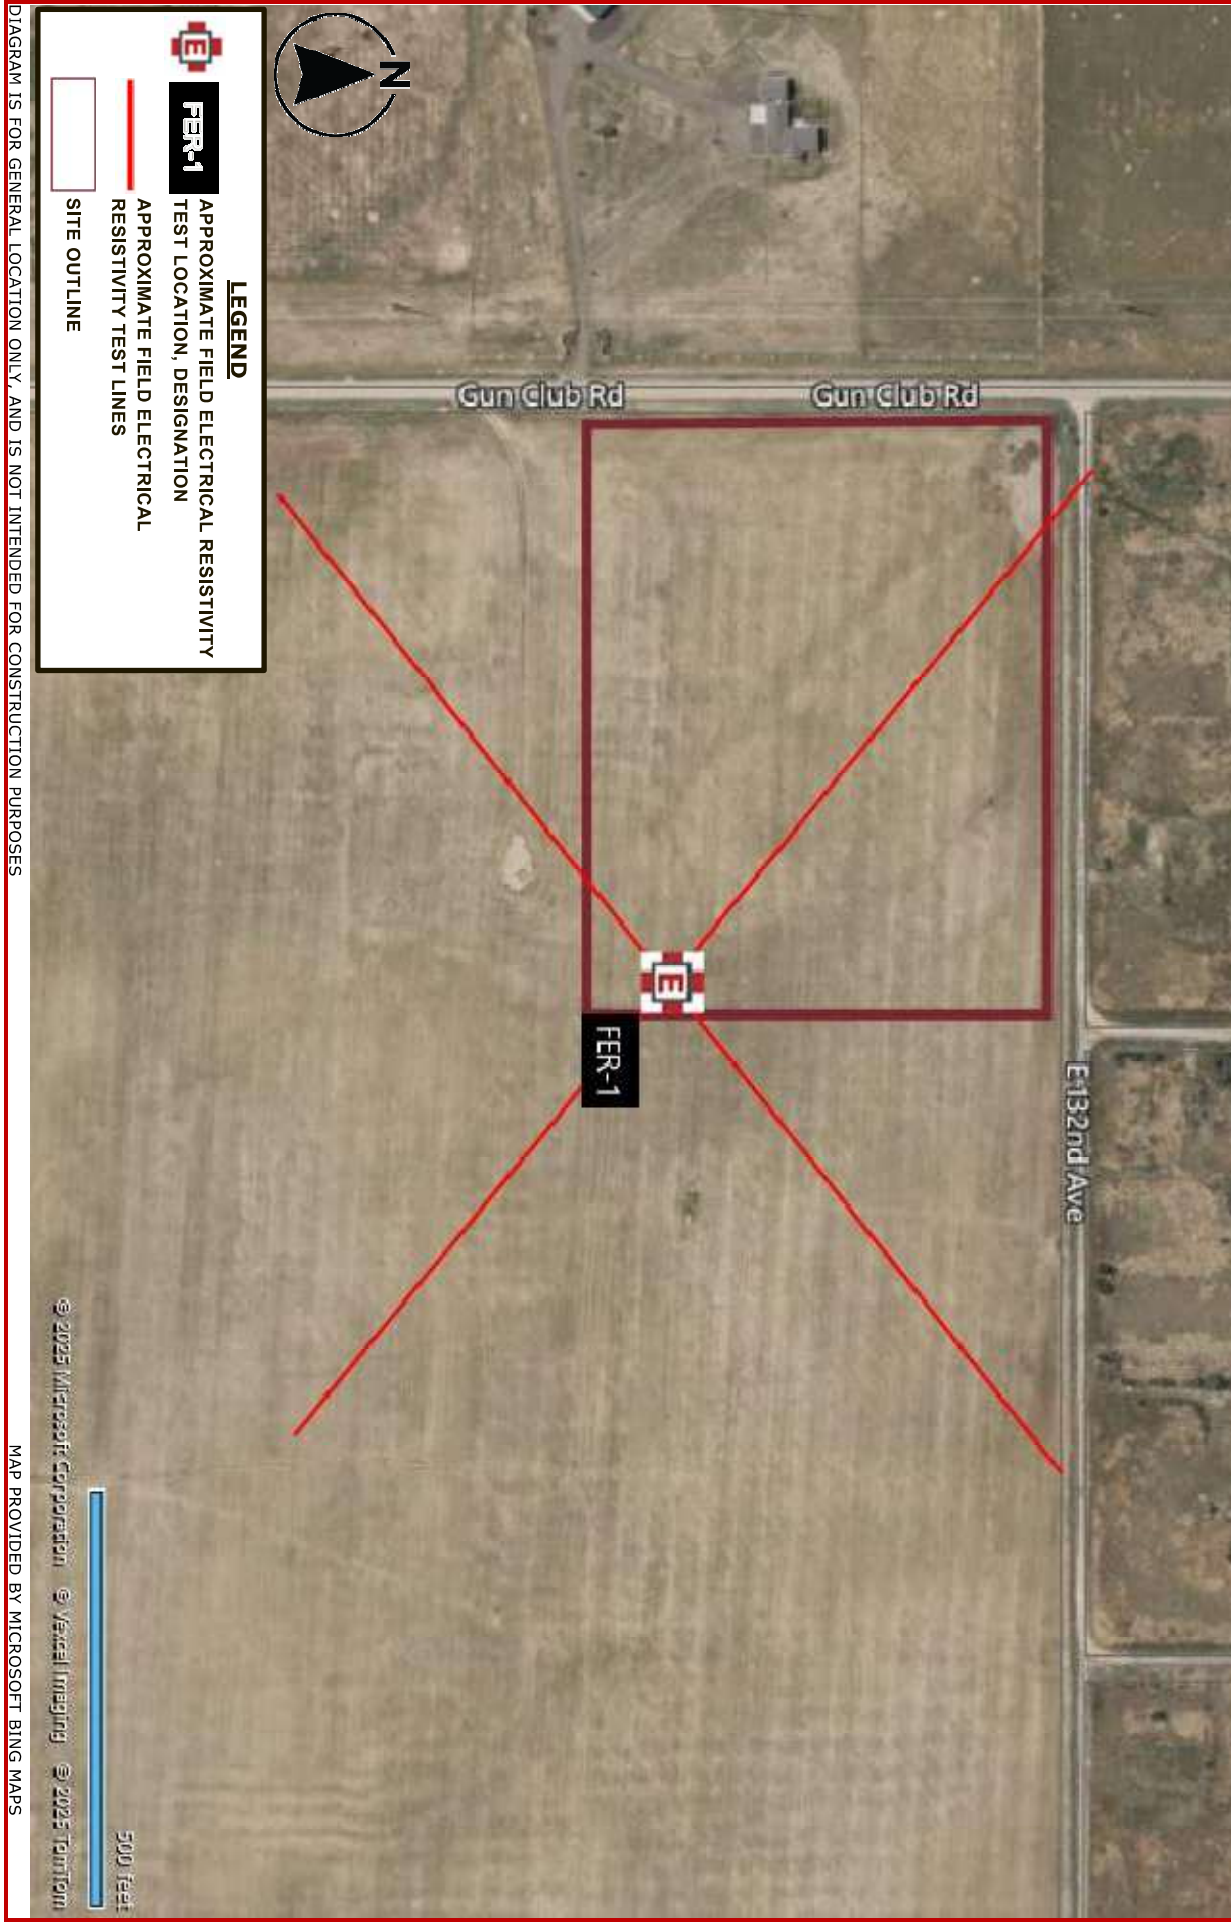 N
LEGEND
E
FER-1
APPROXIMATE FIELD ELECTRICAL RESISTIVITY
TEST LOCATION, DESIGNATION
APPROXIMATE FIELD ELECTRICAL
RESISTIVITY TEST LINES
SITE OUTLINE
Gun Club Rd
Gun Club Rd
E 132nd Ave
E
FER-1
500 feet
© 2025 Microsoft Corporation © Vexcel Imaging © 2025 TomTom
DIAGRAM IS FOR GENERAL LOCATION ONLY, AND IS NOT INTENDED FOR CONSTRUCTION PURPOSES
MAP PROVIDED BY MICROSOFT BING MAPS